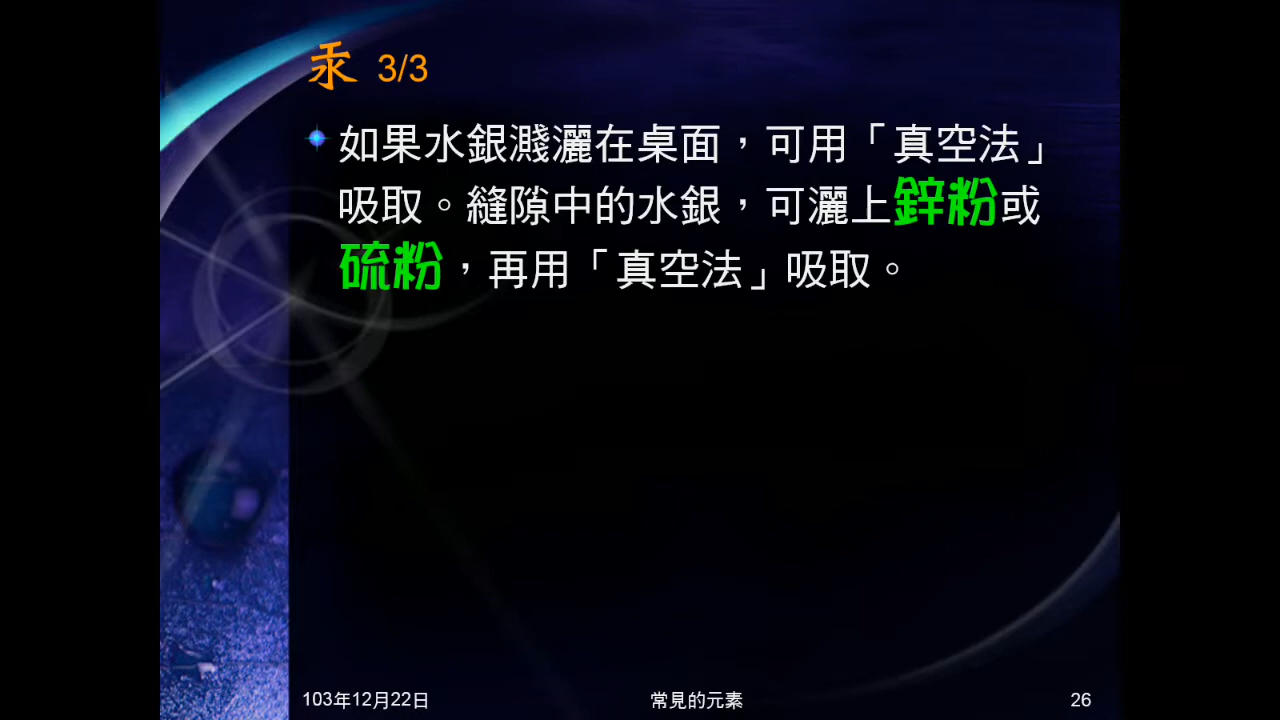 汞 3/3
如果水銀濺灑在桌面，可用「真空法」
吸取。縫隙中的水銀，可灑上鋅粉或
硫粉，再用「真空法」吸取。
103年12月22日
常見的元素
26